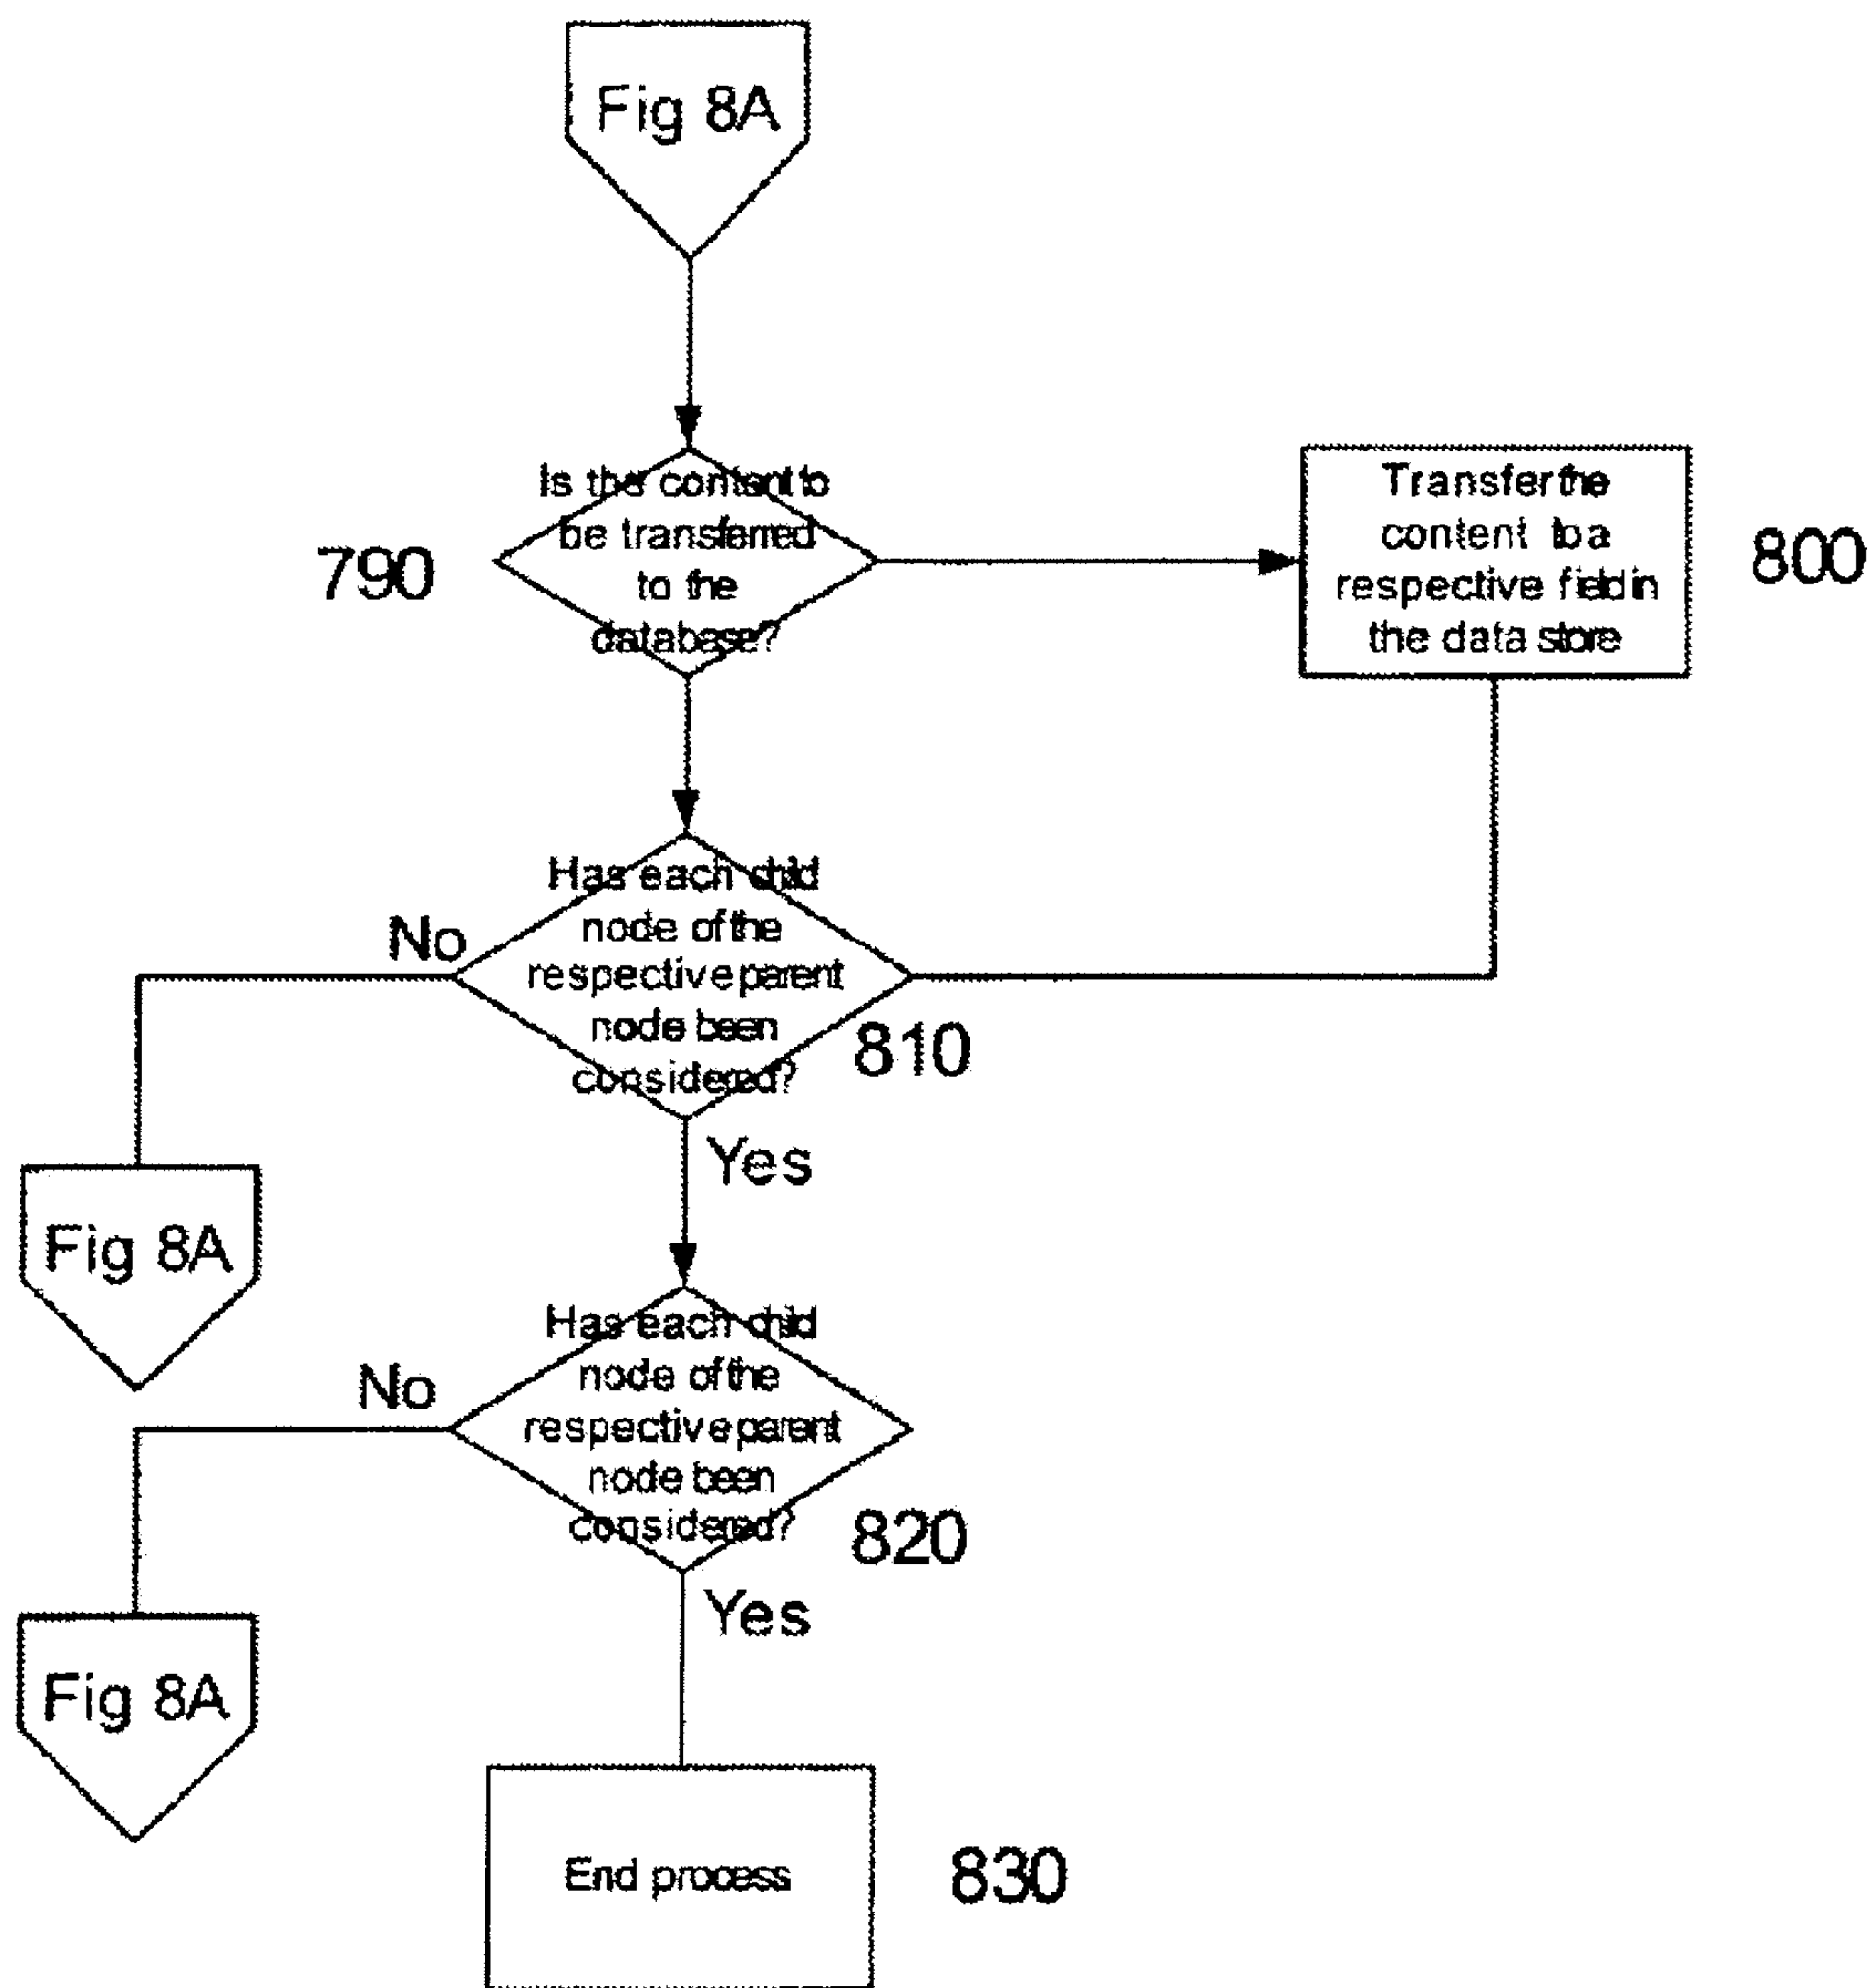 Fig 8A
Is the content to
be transferred
to the
database?
790
Transfer the
content to a
respective field in
the data store
800
Has each child
node of the
respective parent
node been
considered?
No
810
Yes
Fig 8A
Has each child
node of the
respective parent
node been
considered?
No
820
Yes
Fig 8A
End process
830